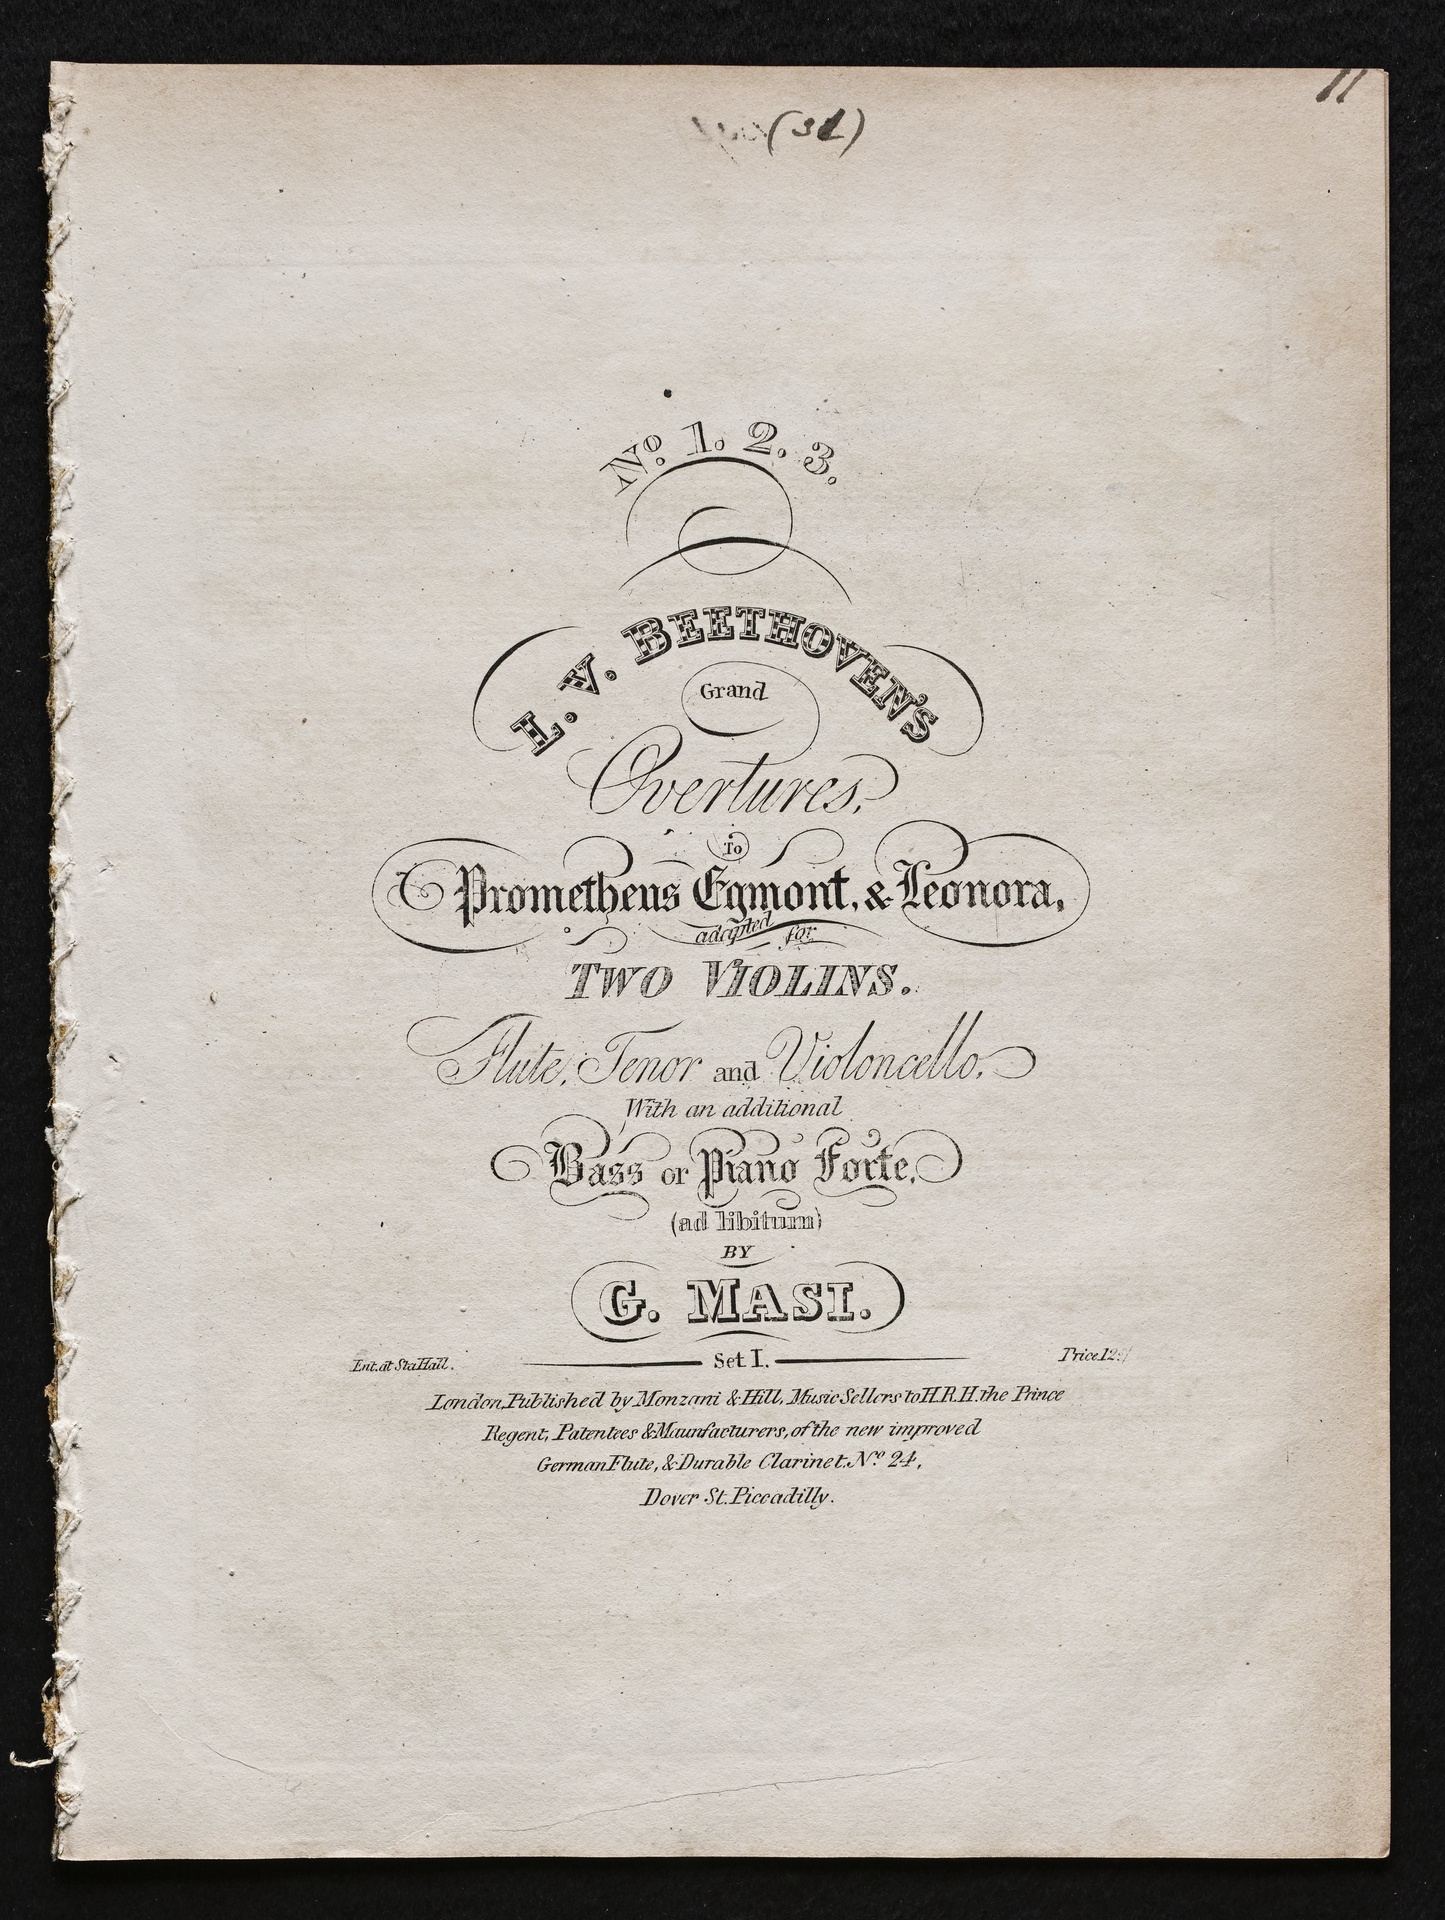 11
(31)
No. 1. 2. 3.
L. V. BEETHOVEN'S
Grand
Overtures,
To
Prometheus Egmont, & Leonora,
adapted for
TWO VIOLINS.
Flute, Tenor and Violoncello,
With an additional
Bass or Piano Forte,
(ad libitum)
BY
G. MASI.
Ent. at Sta Hall.
Set I.
Price 12s/
London, Published by Monzani & Hill, Music Sellers to H.R.H. the Prince
Regent, Patentees & Maunfacturers, of the new improved
German Flute, & Durable Clarinet. No. 24,
Dover St. Piccadilly.